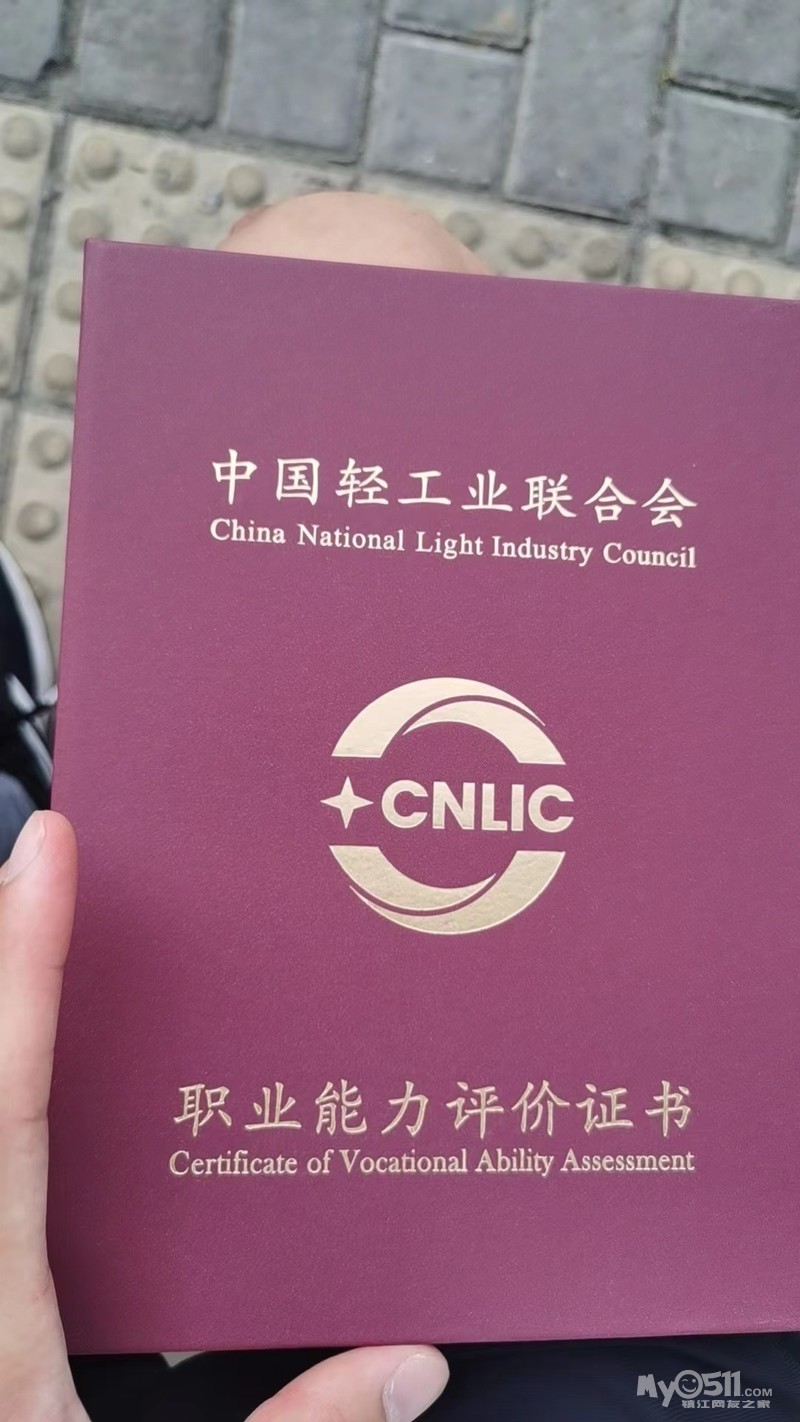 中国轻工业联合会
China National Light Industry Council
CNLIC
职业能力评价证书
Certificate of Vocational Ability Assessment
My0511.COM
镇江网友之家